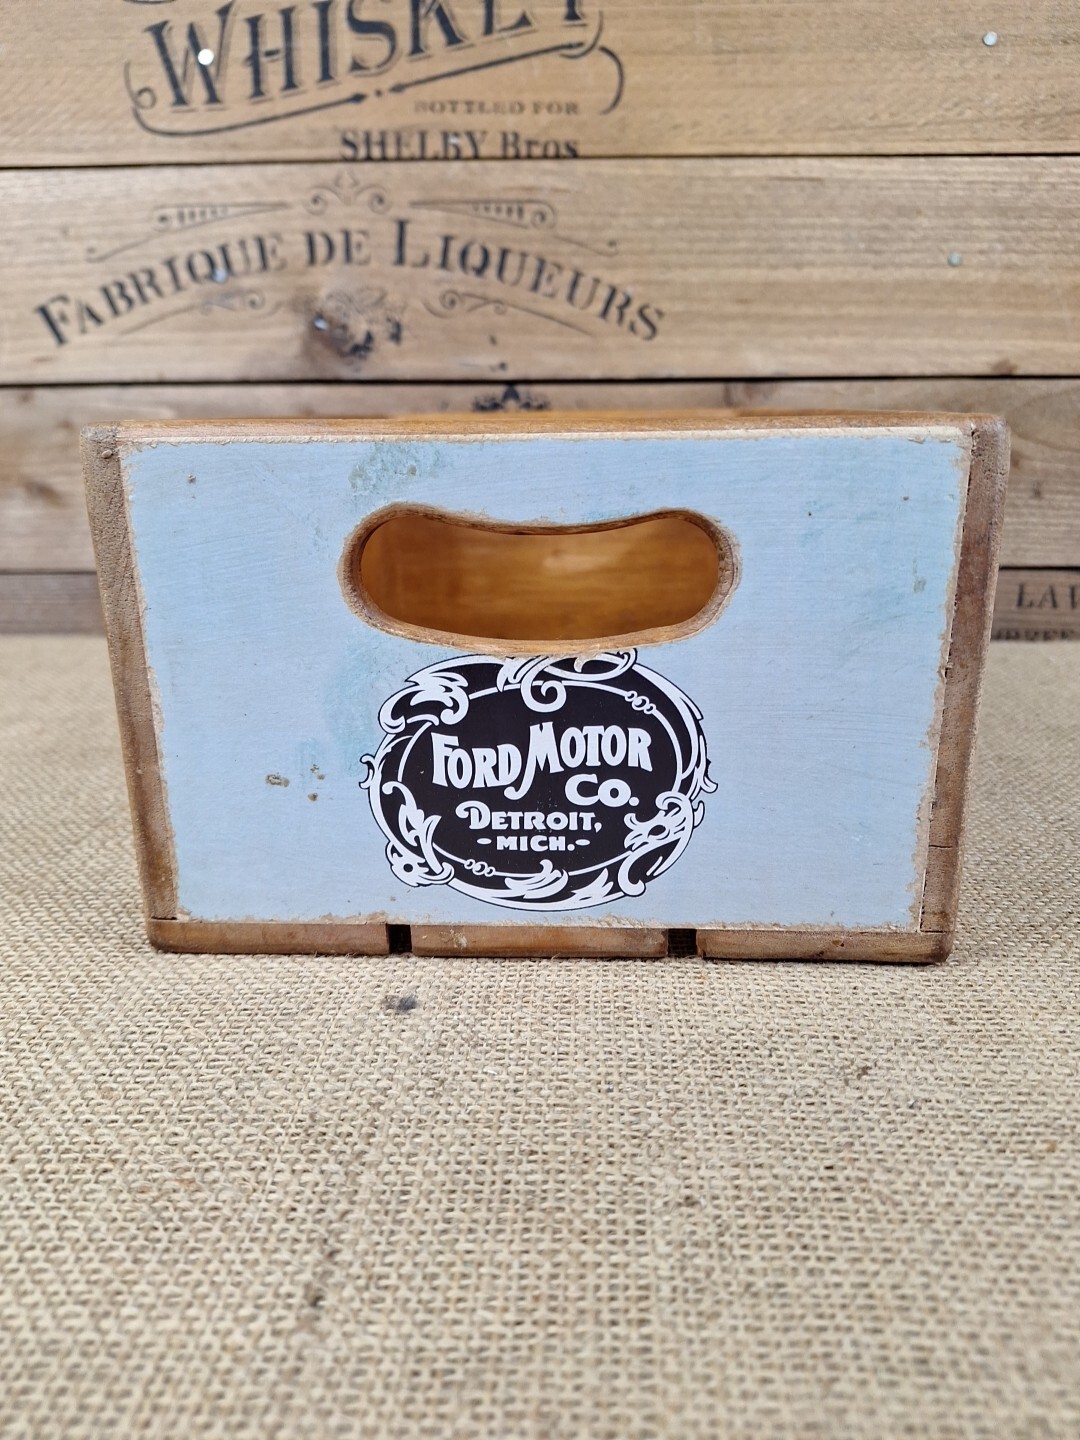 WHISKEY
BOTTLED FOR
SHELBY Bros
FABRIQUE DE LIQUEURS
FORD MOTOR
CO.
DETROIT,
- MICH. -